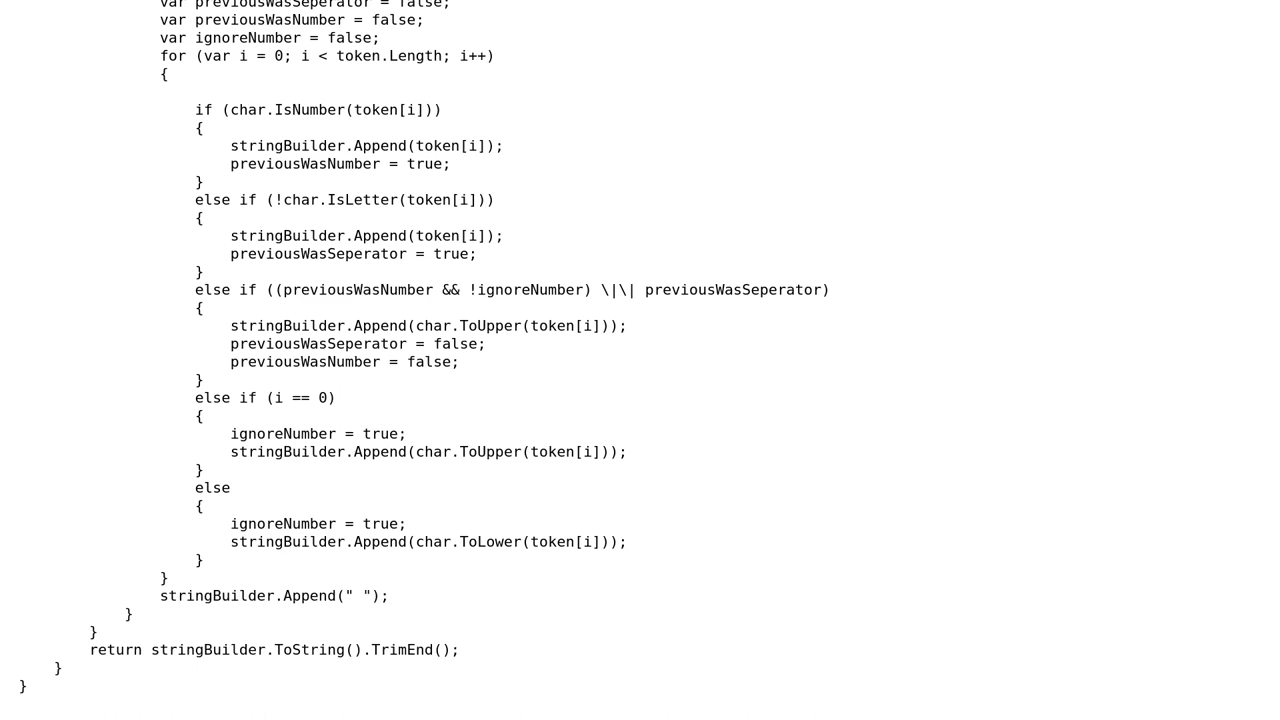 var previousWasSeperator = false;
var previousWasNumber = false;
var ignoreNumber = false;
for (var i = 0; i < token.Length; i++)
{
if (char.IsNumber(token[i]))
{
stringBuilder.Append(token[i]);
previousWasNumber = true;
}
else if (!char.IsLetter(token[i]))
{
stringBuilder.Append(token[i]);
previousWasSeperator = true;
}
else if ((previousWasNumber && !ignoreNumber) \|\| previousWasSeperator)
{
stringBuilder.Append(char.ToUpper(token[i]));
previousWasSeperator = false;
previousWasNumber = false;
}
else if (i == 0)
{
ignoreNumber = true;
stringBuilder.Append(char.ToUpper(token[i]));
}
else
{
ignoreNumber = true;
stringBuilder.Append(char.ToLower(token[i]));
}
}
stringBuilder.Append(" ");
}
}
return stringBuilder.ToString().TrimEnd();
}
}